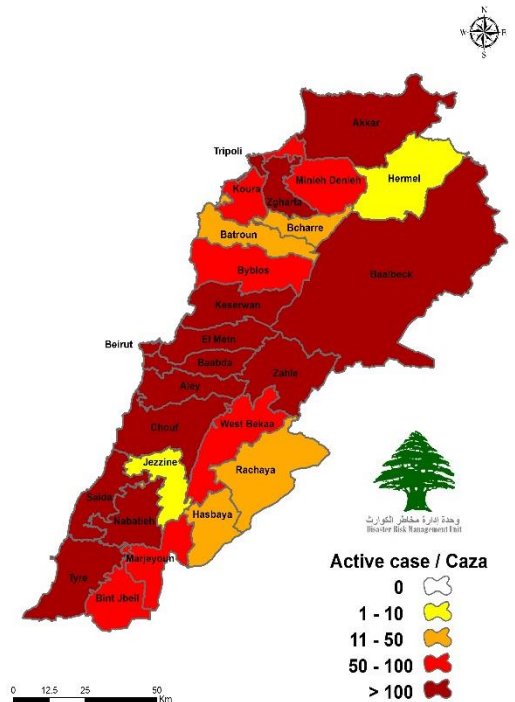 N
W E
S
Akkar
Tripoli
Hermel
Minieh Denieh
Koura
Zgharta
Bcharre
Batroun
Byblos
Baalbeck
Keserwan
El Metn
Beirut
Baabda
Zahle
Aley
Chouf
West Bekaa
Jezzine
Rachaya
Saida
Hasbaya
Nabatieh
Marjeyoun
Tyre
Bint Jbeil
وحدة إدارة مخاطر الكوارث
Disaster Risk Management Unit
Active case / Caza
0
1 - 10
11 - 50
50 - 100
> 100
0 12.5 25 50
Km